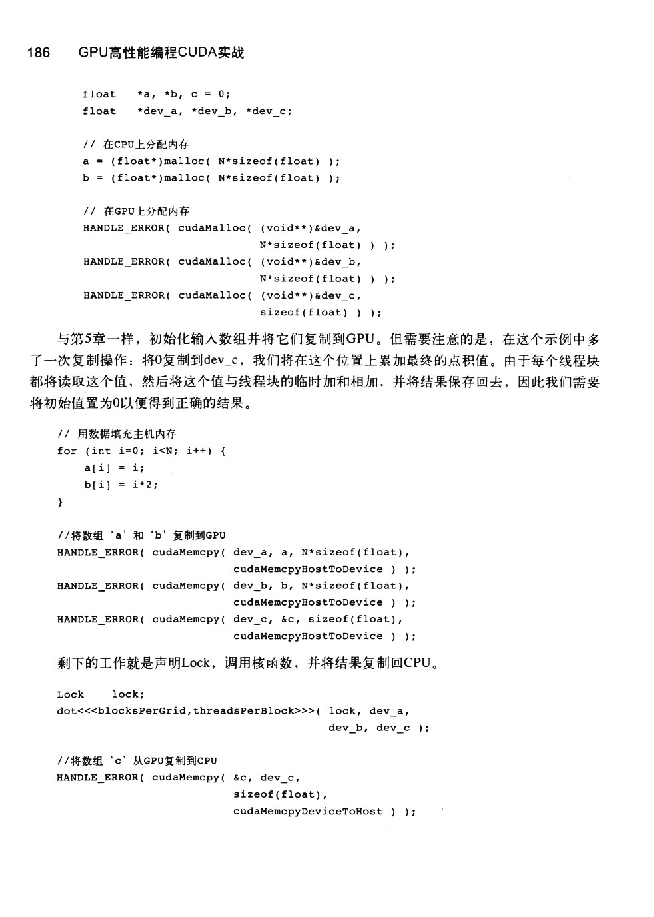 186 GPU高性能编程CUDA实战
float *a, *b, c = 0;
float *dev_a, *dev_b, *dev_c;
// 在CPU上分配内存
a = (float*)malloc( N*sizeof(float) );
b = (float*)malloc( N*sizeof(float) );
// 在GPU上分配内存
HANDLE_ERROR( cudaMalloc( (void**)&dev_a,
N*sizeof(float) ) );
HANDLE_ERROR( cudaMalloc( (void**)&dev_b,
N*sizeof(float) ) );
HANDLE_ERROR( cudaMalloc( (void**)&dev_c,
sizeof(float) ) );
与第5章一样，初始化输入数组并将它们复制到GPU。但需要注意的是，在这个示例中多
了一次复制操作：将0复制到dev_c，我们将在这个位置上累加最终的点积值。由于每个线程块
都将读取这个值，然后将这个值与线程块的临时加和相加，并将结果保存回去，因此我们需要
将初始值置为0以便得到正确的结果。
// 用数据填充主机内存
for (int i=0; i<N; i++) {
a[i] = i;
b[i] = i*2;
}
//将数组 'a' 和 'b' 复制到GPU
HANDLE_ERROR( cudaMemcpy( dev_a, a, N*sizeof(float),
cudaMemcpyHostToDevice ) );
HANDLE_ERROR( cudaMemcpy( dev_b, b, N*sizeof(float),
cudaMemcpyHostToDevice ) );
HANDLE_ERROR( cudaMemcpy( dev_c, &c, sizeof(float),
cudaMemcpyHostToDevice ) );
剩下的工作就是声明Lock，调用核函数，并将结果复制回CPU。
Lock lock;
dot<<<blocksPerGrid,threadsPerBlock>>>( lock, dev_a,
dev_b, dev_c );
//将数组 'c' 从GPU复制到CPU
HANDLE_ERROR( cudaMemcpy( &c, dev_c,
sizeof(float),
cudaMemcpyDeviceToHost ) );